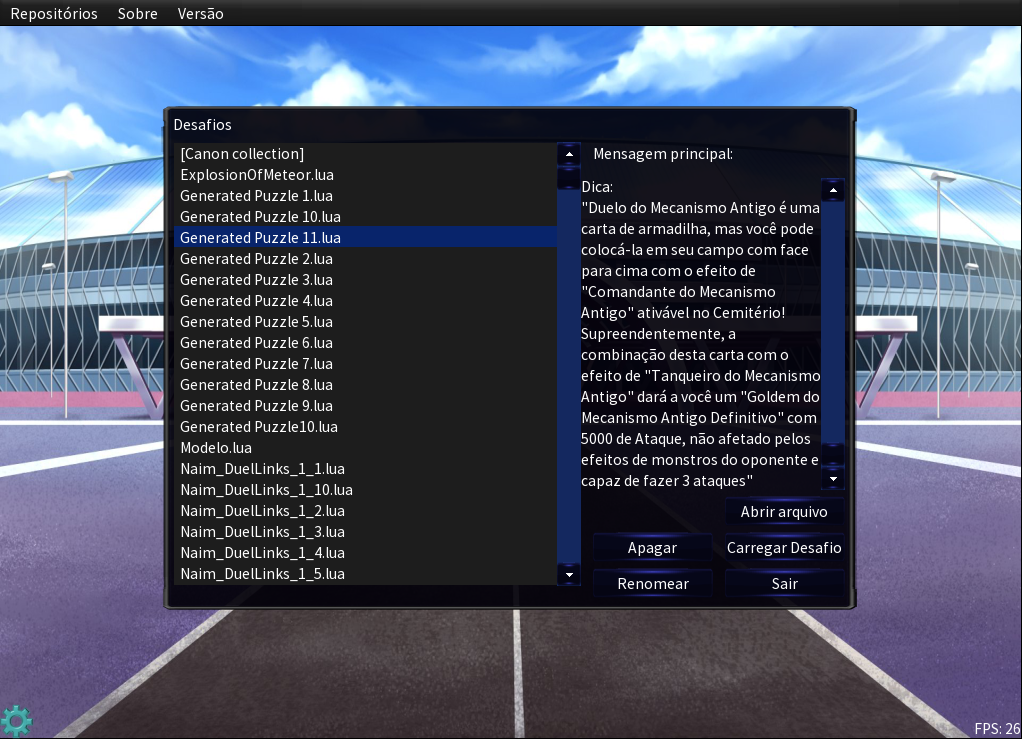 Repositórios Sobre Versão
Desafios
[Canon collection]
ExplosionOfMeteor.lua
Generated Puzzle 1.lua
Generated Puzzle 10.lua
Generated Puzzle 11.lua
Generated Puzzle 2.lua
Generated Puzzle 3.lua
Generated Puzzle 4.lua
Generated Puzzle 5.lua
Generated Puzzle 6.lua
Generated Puzzle 7.lua
Generated Puzzle 8.lua
Generated Puzzle 9.lua
Generated Puzzle10.lua
Modelo.lua
Naim_DuelLinks_1_1.lua
Naim_DuelLinks_1_10.lua
Naim_DuelLinks_1_2.lua
Naim_DuelLinks_1_3.lua
Naim_DuelLinks_1_4.lua
Naim_DuelLinks_1_5.lua
Mensagem principal:
Dica:
"Duelo do Mecanismo Antigo é uma
carta de armadilha, mas você pode
colocá-la em seu campo com face
para cima com o efeito de
"Comandante do Mecanismo
Antigo" ativável no Cemitério!
Supreendentemente, a
combinação desta carta com o
efeito de "Tanqueiro do Mecanismo
Antigo" dará a você um "Goldem do
Mecanismo Antigo Definitivo" com
5000 de Ataque, não afetado pelos
efeitos de monstros do oponente e
capaz de fazer 3 ataques"
Abrir arquivo
Apagar Carregar Desafio
Renomear Sair
FPS: 26